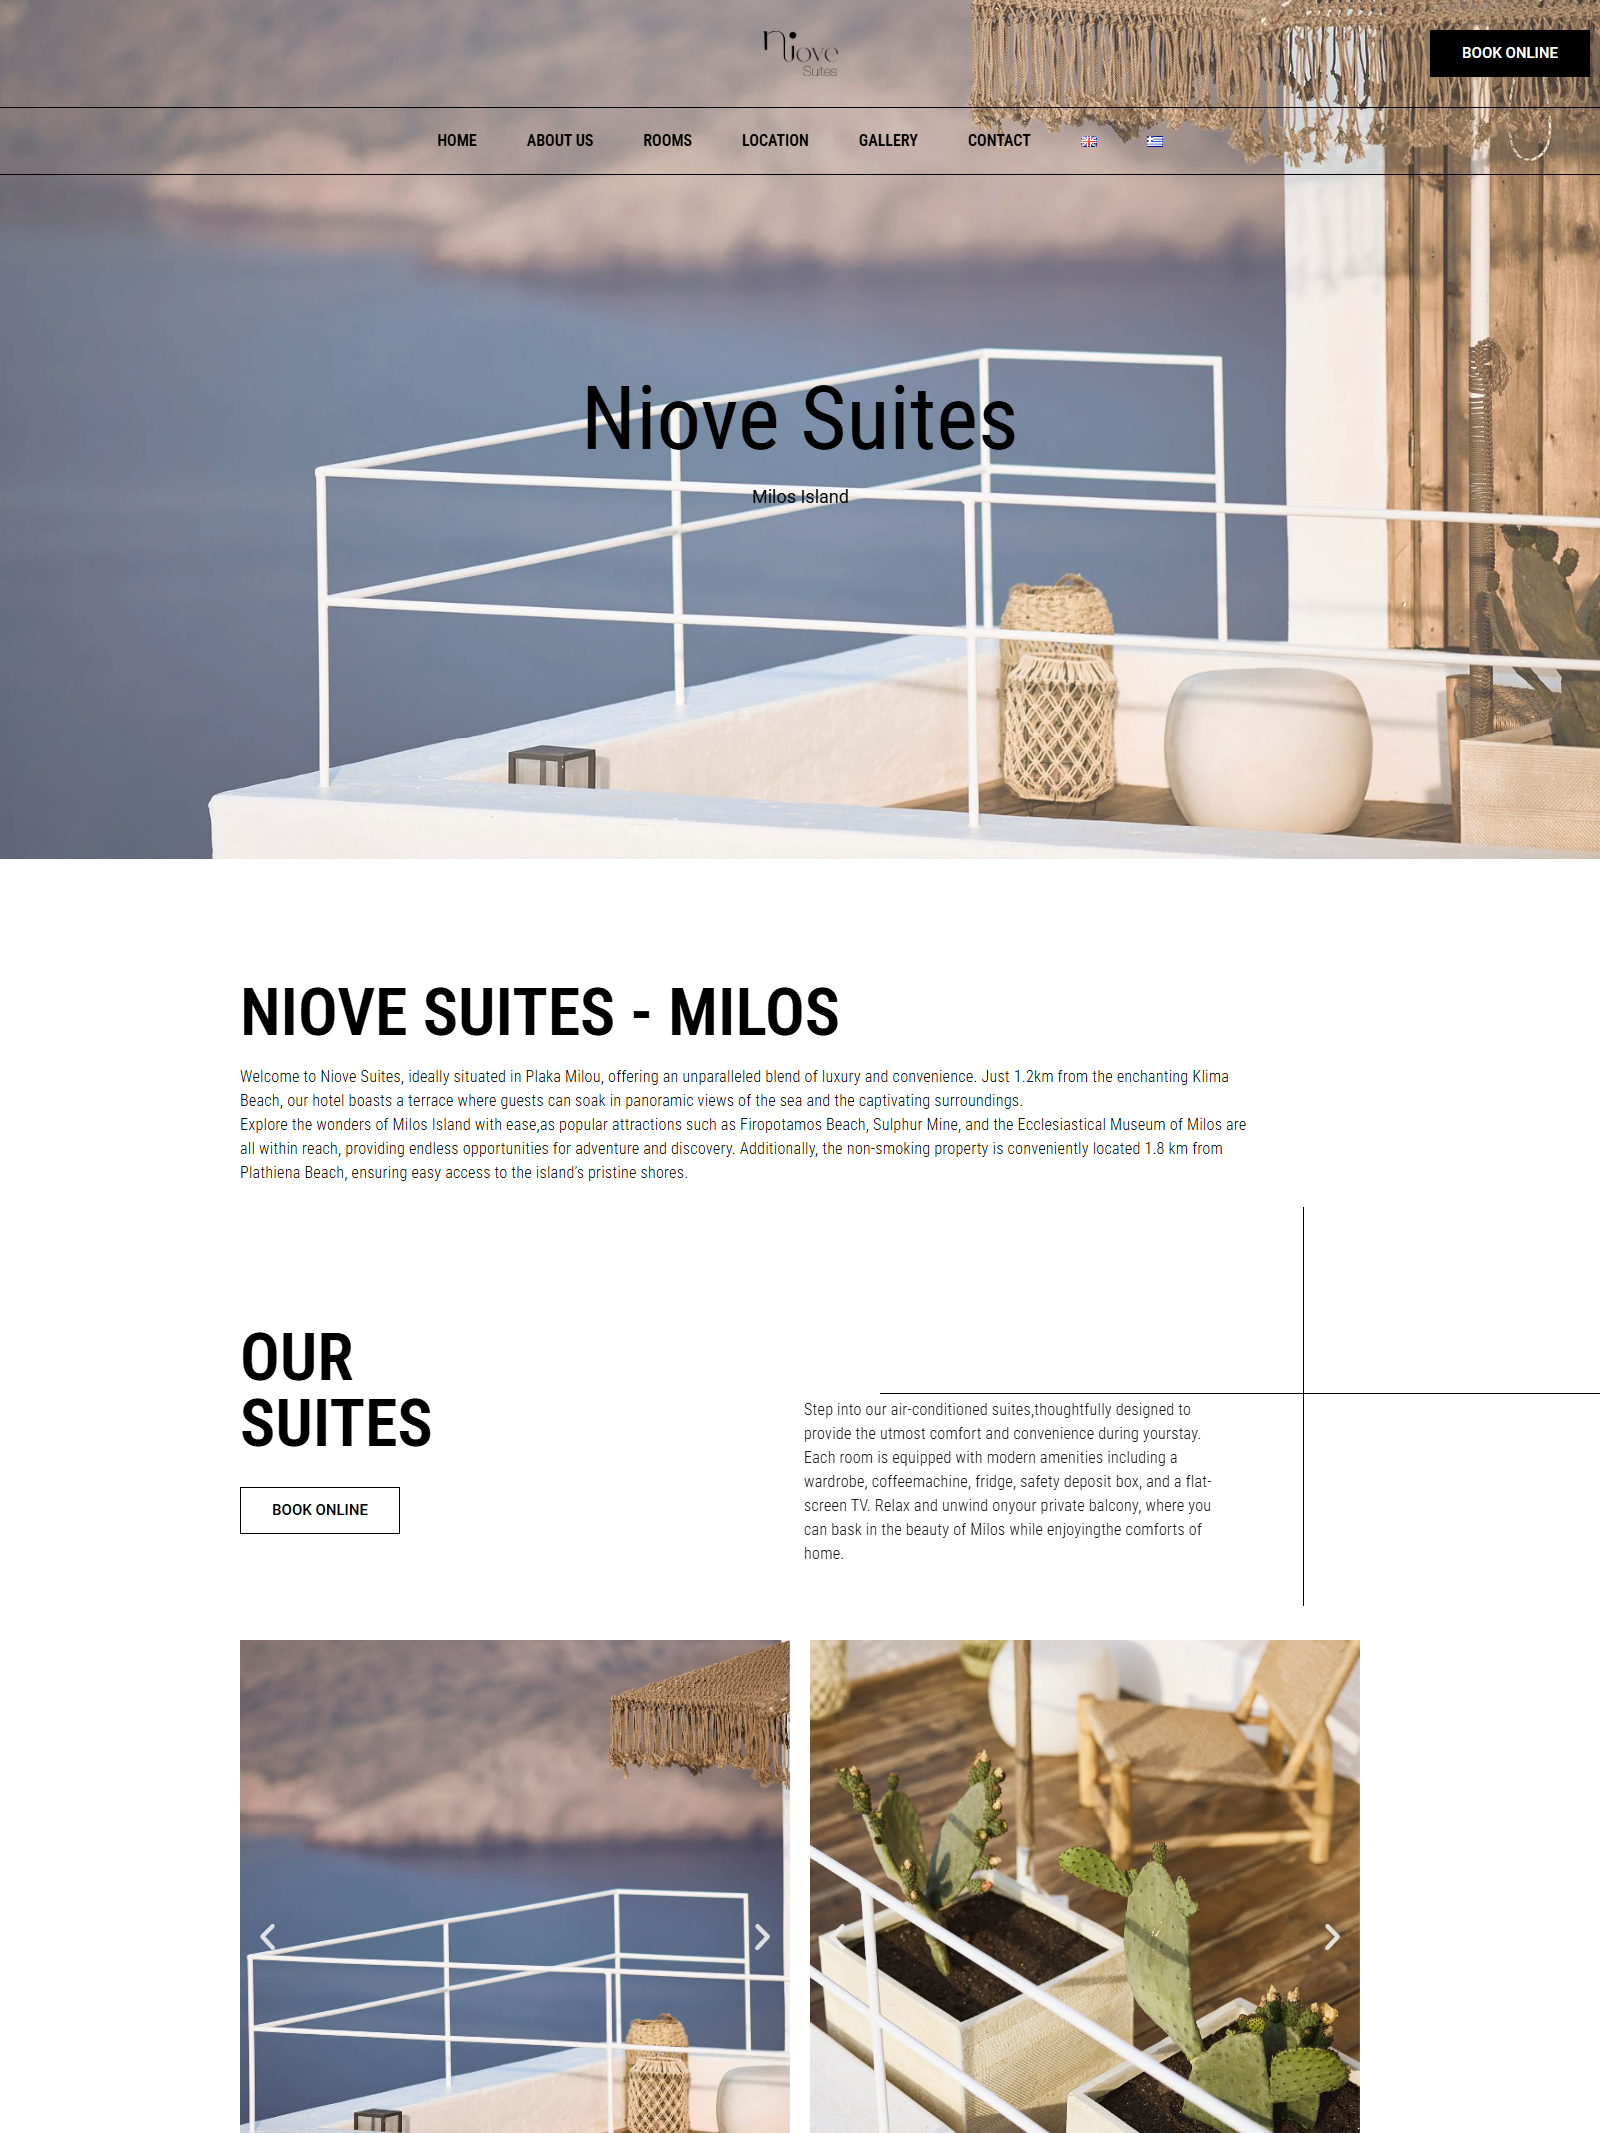 niove
Suites
BOOK ONLINE
HOME ABOUT US ROOMS LOCATION GALLERY CONTACT
Niove Suites
Milos Island
NIOVE SUITES - MILOS
Welcome to Niove Suites, ideally situated in Plaka Milou, offering an unparalleled blend of luxury and convenience. Just 1.2km from the enchanting Klima
Beach, our hotel boasts a terrace where guests can soak in panoramic views of the sea and the captivating surroundings.
Explore the wonders of Milos Island with ease,as popular attractions such as Firopotamos Beach, Sulphur Mine, and the Ecclesiastical Museum of Milos are
all within reach, providing endless opportunities for adventure and discovery. Additionally, the non-smoking property is conveniently located 1.8 km from
Plathiena Beach, ensuring easy access to the island’s pristine shores.
OUR
SUITES
BOOK ONLINE
Step into our air-conditioned suites,thoughtfully designed to
provide the utmost comfort and convenience during yourstay.
Each room is equipped with modern amenities including a
wardrobe, coffeemachine, fridge, safety deposit box, and a flat-
screen TV. Relax and unwind onyour private balcony, where you
can bask in the beauty of Milos while enjoyingthe comforts of
home.